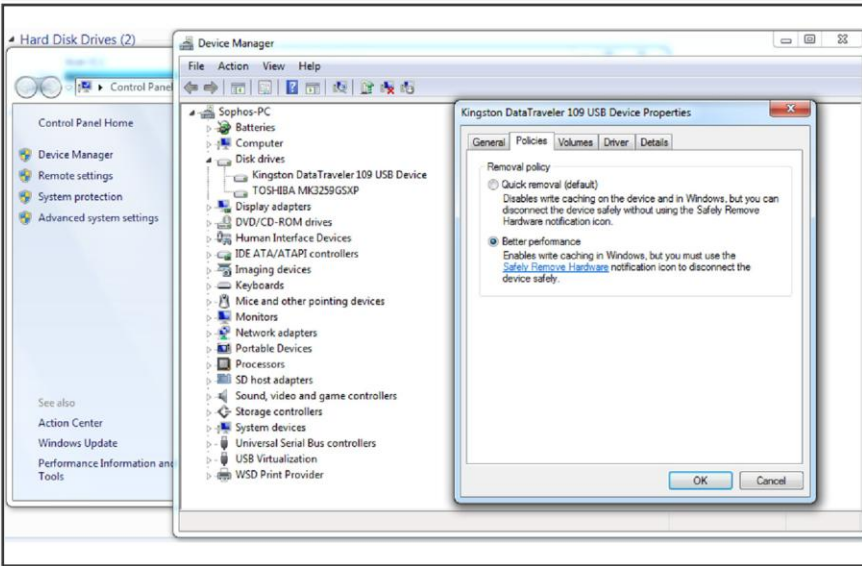 Hard Disk Drives (2)
Control Panel
Control Panel Home
Device Manager
Remote settings
System protection
Advanced system settings
See also
Action Center
Windows Update
Performance Information and
Tools
Device Manager
File Action View Help
Sophos-PC
Batteries
Computer
Disk drives
Kingston DataTraveler 109 USB Device
TOSHIBA MK3259GSXP
Display adapters
DVD/CD-ROM drives
Human Interface Devices
IDE ATA/ATAPI controllers
Imaging devices
Keyboards
Mice and other pointing devices
Monitors
Network adapters
Portable Devices
Processors
SD host adapters
Sound, video and game controllers
Storage controllers
System devices
Universal Serial Bus controllers
USB Virtualization
WSD Print Provider
Kingston DataTraveler 109 USB Device Properties
General Policies Volumes Driver Details
Removal policy
Quick removal (default)
Disables write caching on the device and in Windows, but you can
disconnect the device safely without using the Safely Remove
Hardware notification icon.
Better performance
Enables write caching in Windows, but you must use the
Safely Remove Hardware notification icon to disconnect the
device safely.
OK Cancel